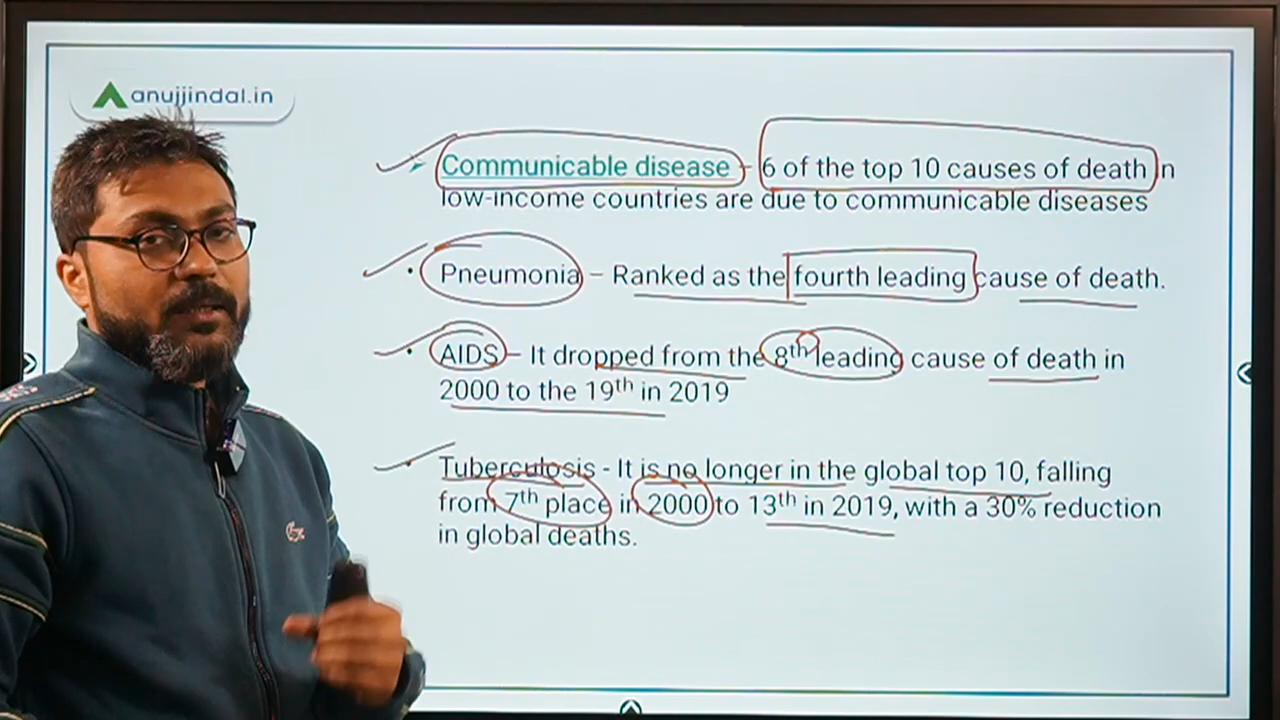 anujjindal.in
➤ Communicable disease - 6 of the top 10 causes of death in
low-income countries are due to communicable diseases
• Pneumonia – Ranked as the fourth leading cause of death.
• AIDS – It dropped from the 8th leading cause of death in
2000 to the 19th in 2019
• Tuberculosis - It is no longer in the global top 10, falling
from 7th place in 2000 to 13th in 2019, with a 30% reduction
in global deaths.